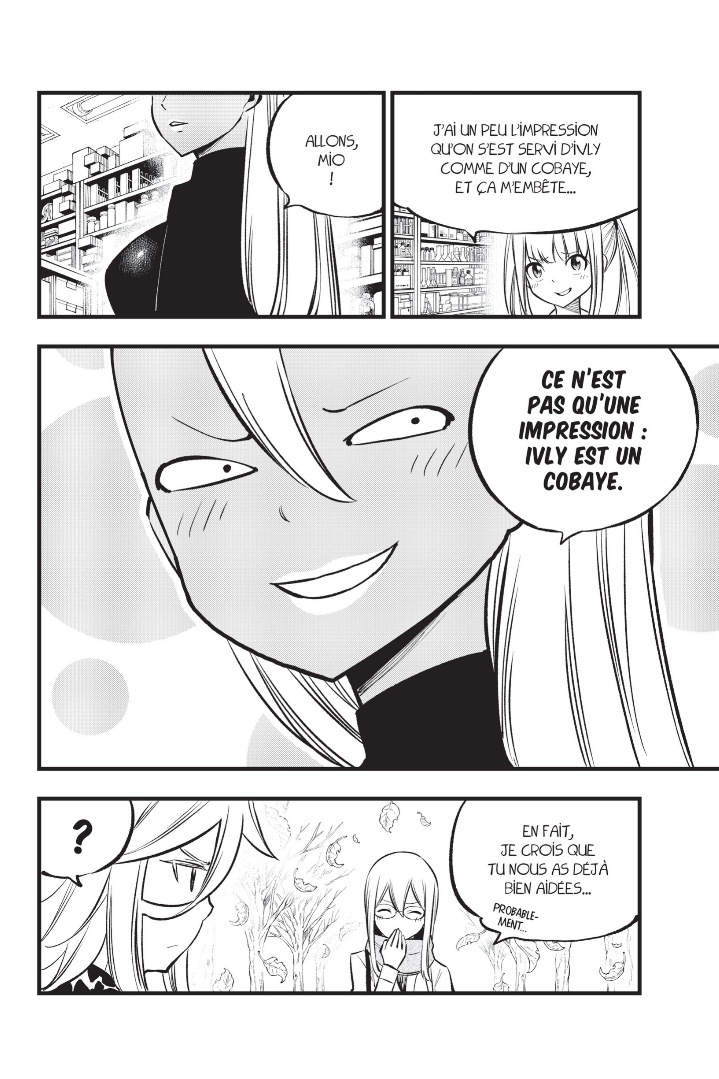 J'AI UN PEU L'IMPRESSION
QU'ON S'EST SERVI D'IVLY
COMME D'UN COBAYE,
ET ÇA M'EMBÊTE...
ALLONS,
MIO
!
CE N'EST
PAS QU'UNE
IMPRESSION :
IVLY EST UN
COBAYE.
EN FAIT,
JE CROIS QUE
TU NOUS AS DÉJÀ
BIEN AIDÉES...
PROBABLE-
MENT...
?